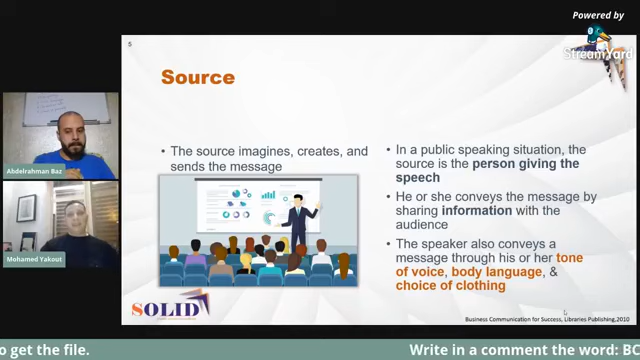 Powered by
StreamYard
5
Source
• The source imagines, creates, and
sends the message
• In a public speaking situation, the
source is the person giving the
speech
• He or she conveys the message by
sharing information with the
audience
• The speaker also conveys a
message through his or her tone
of voice, body language, &
choice of clothing
Abdelrahman Baz
Mohamed Yakout
SOLID
Business Communication for Success, Libraries Publishing,2010
o get the file.
Write in a comment the word: BC